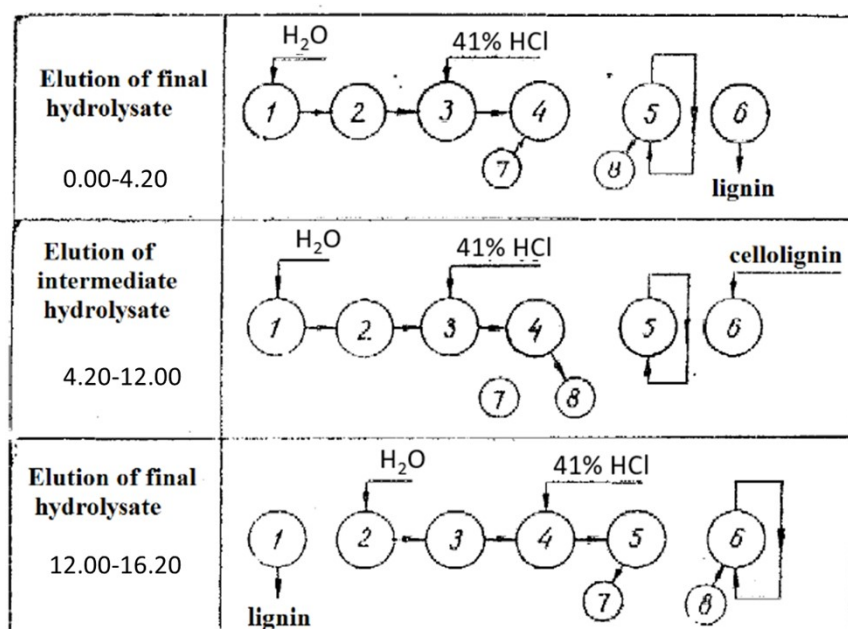 Elution of final
hydrolysate
0.00-4.20
H₂O
41% HCl
1
2
3
4
5
6
7
8
lignin
Elution of
intermediate
hydrolysate
4.20-12.00
H₂O
41% HCl
cellolignin
1
2
3
4
5
6
7
8
Elution of final
hydrolysate
12.00-16.20
H₂O
41% HCl
1
2
3
4
5
6
7
8
lignin